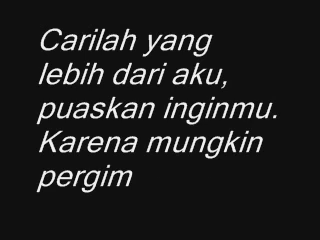 Carilah yang
lebih dari aku,
puaskan inginmu.
Karena mungkin
pergim